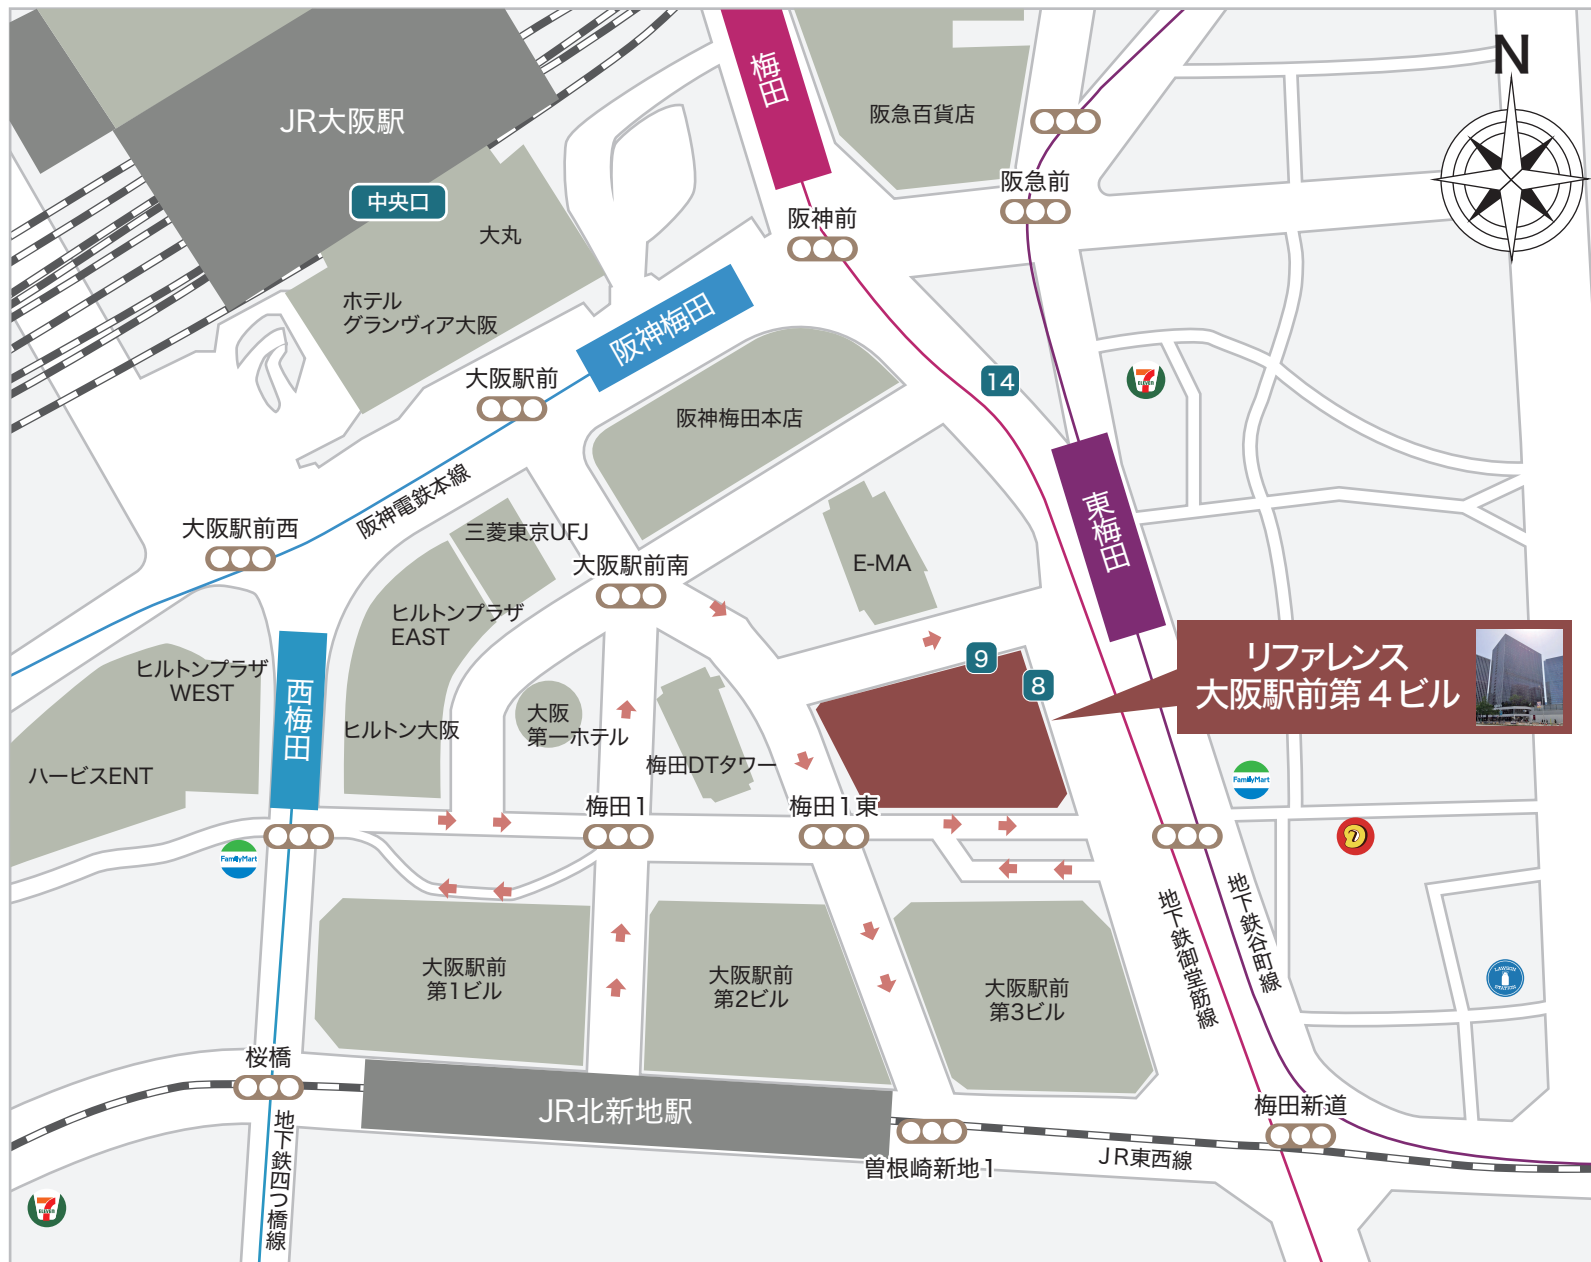 梅田
N
JR大阪駅
阪急百貨店
中央口
阪急前
阪神前
大丸
ホテル
グランヴィア大阪
阪神梅田
大阪駅前
14
7
ELEVEN
阪神梅田本店
阪神電鉄本線
東梅田
大阪駅前西
三菱東京UFJ
大阪駅前南
E-MA
ヒルトンプラザ
EAST
ヒルトンプラザ
WEST
9
8
リファレンス
大阪駅前第4ビル
西梅田
大阪
第一ホテル
ヒルトン大阪
梅田DTタワー
ハービスENT
FamilyMart
梅田1
梅田1東
FamilyMart
地下鉄御堂筋線
地下鉄谷町線
大阪駅前
第1ビル
大阪駅前
第2ビル
大阪駅前
第3ビル
LAWSON
STATION
桜橋
JR北新地駅
梅田新道
曽根崎新地1
JR東西線
地下鉄四つ橋線
7
ELEVEN